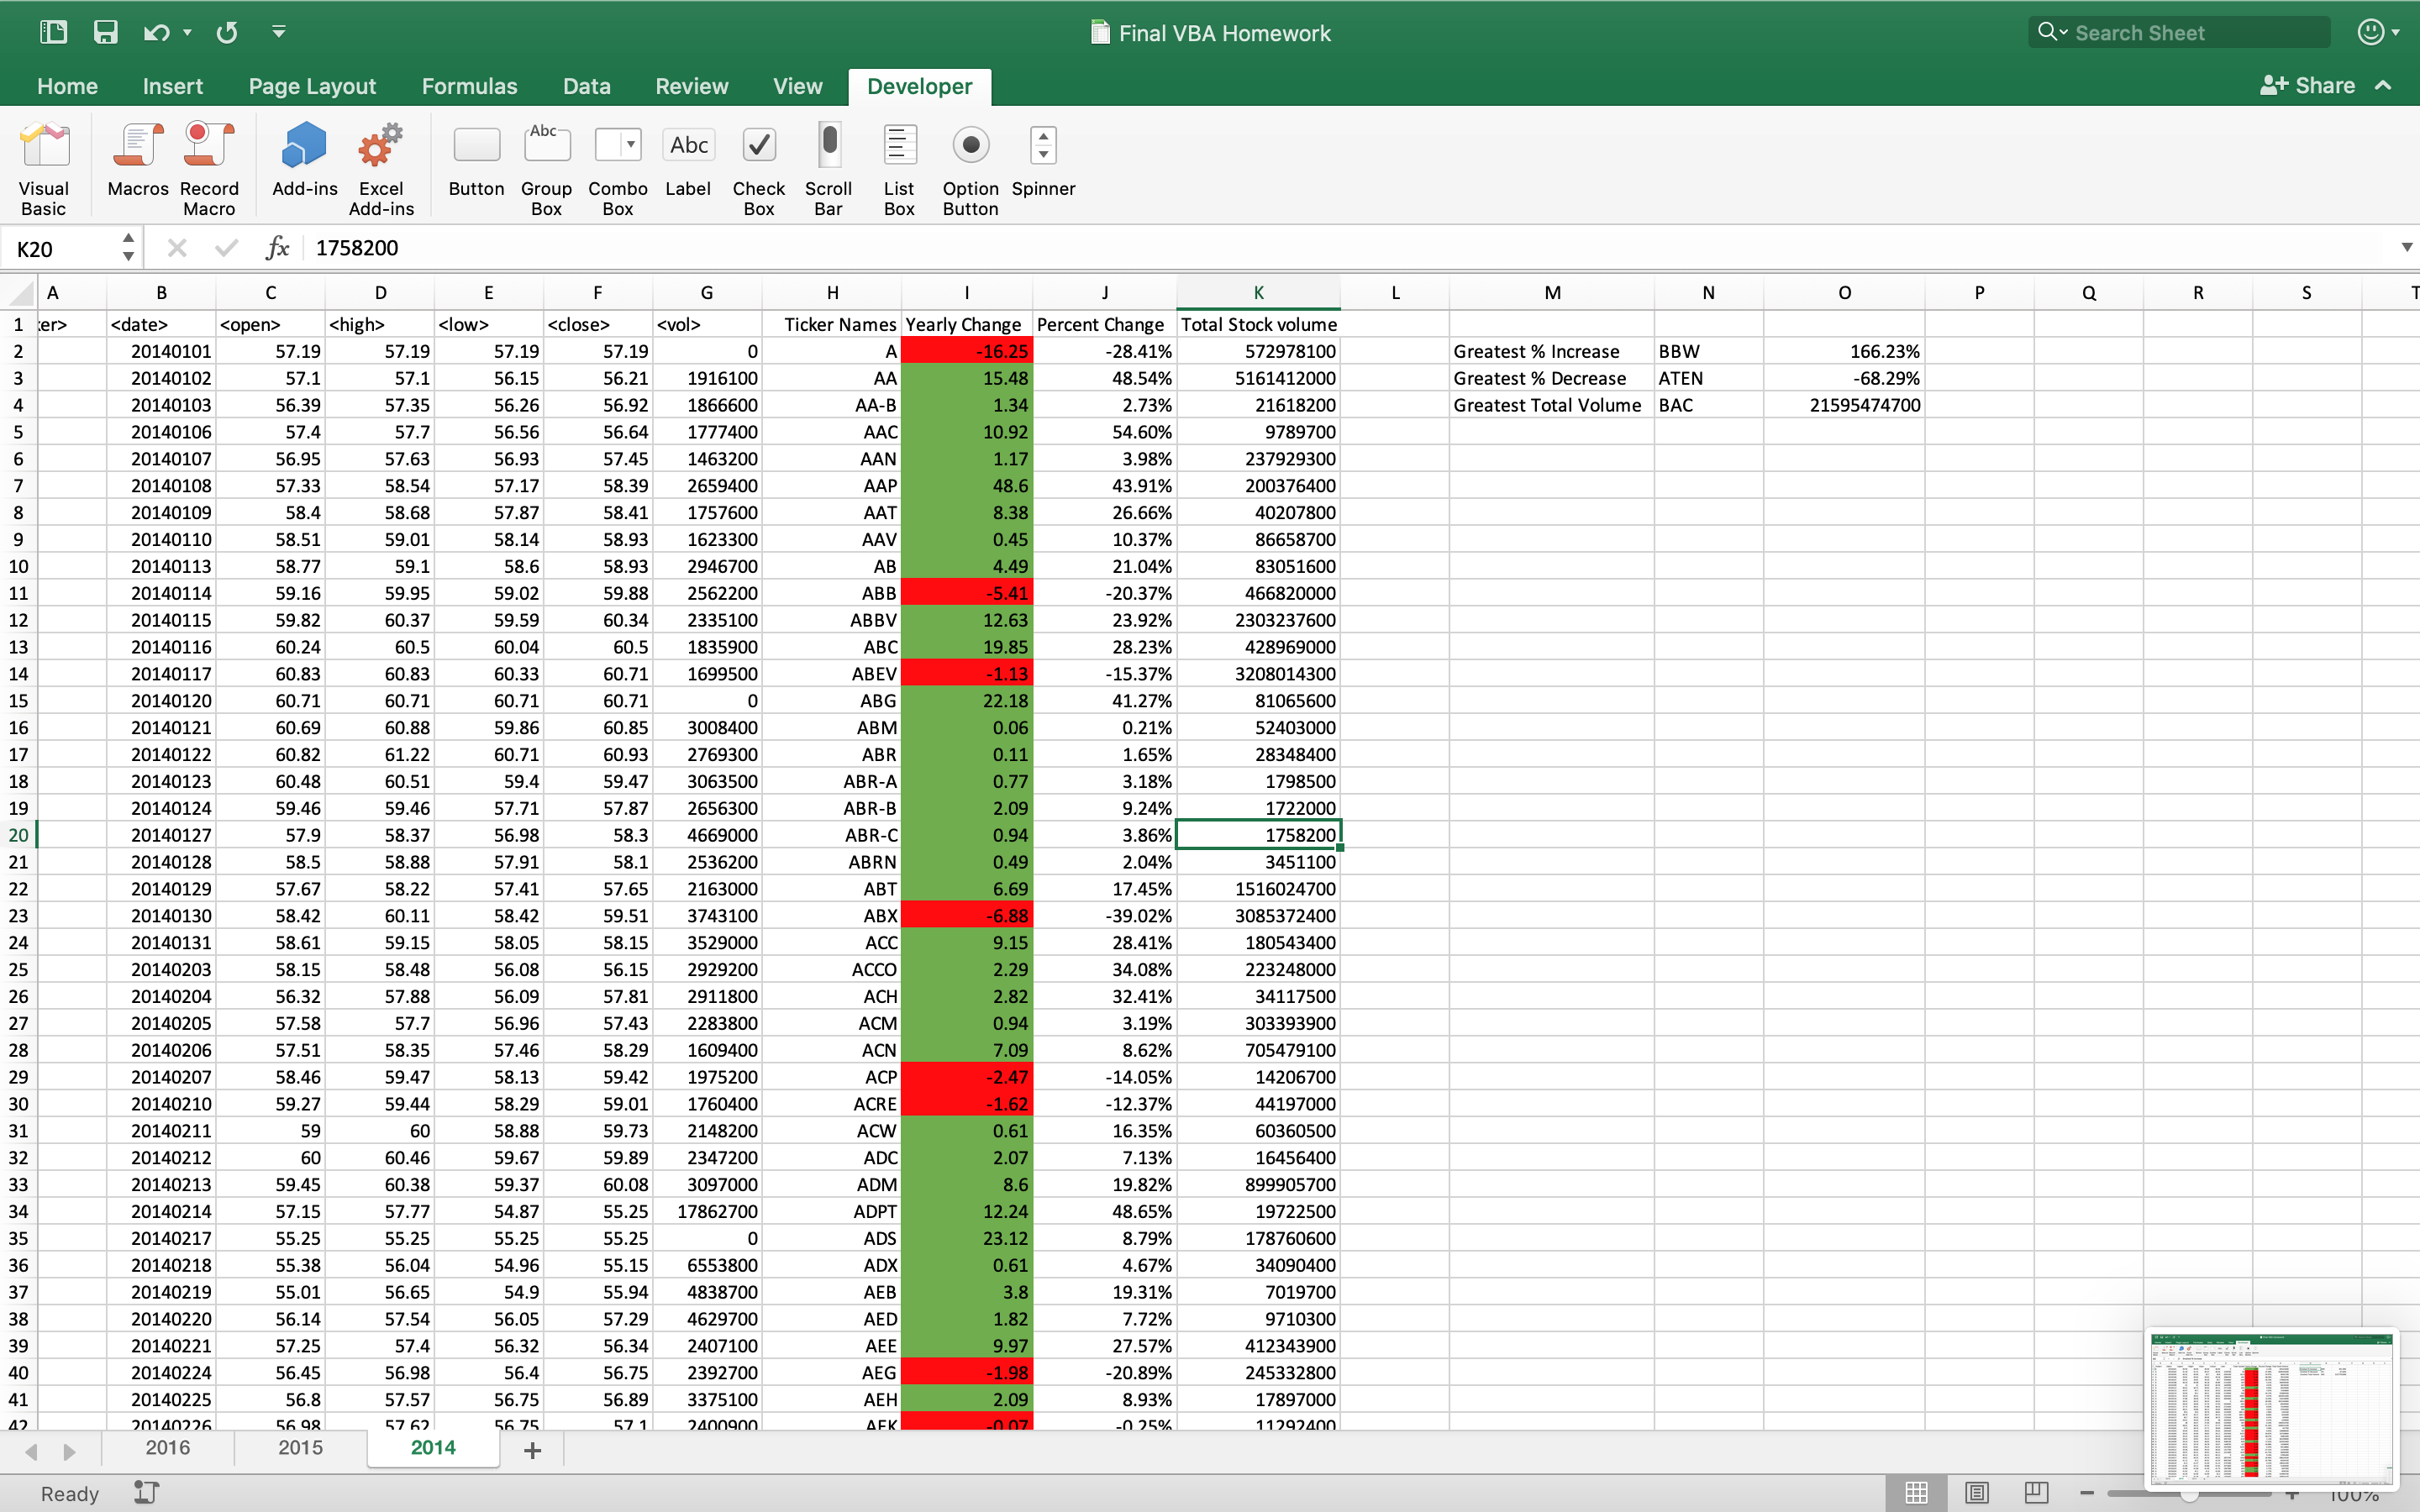 Final VBA Homework
Search Sheet
Home Insert Page Layout Formulas Data Review View Developer Share
Visual Basic Macros Record Macro Add-ins Excel Add-ins Button Group Box Combo Box Label Check Box Scroll Bar List Box Option Button Spinner
Abc Abc
K20 fx 1758200
A B C D E F G H I J K L M N O P Q R S T
1 er> <date> <open> <high> <low> <close> <vol> Ticker Names Yearly Change Percent Change Total Stock volume
2 20140101 57.19 57.19 57.19 57.19 0 A -16.25 -28.41% 572978100 Greatest % Increase BBW 166.23%
3 20140102 57.1 57.1 56.15 56.21 1916100 AA 15.48 48.54% 5161412000 Greatest % Decrease ATEN -68.29%
4 20140103 56.39 57.35 56.26 56.92 1866600 AA-B 1.34 2.73% 21618200 Greatest Total Volume BAC 21595474700
5 20140106 57.4 57.7 56.56 56.64 1777400 AAC 10.92 54.60% 9789700
6 20140107 56.95 57.63 56.93 57.45 1463200 AAN 1.17 3.98% 237929300
7 20140108 57.33 58.54 57.17 58.39 2659400 AAP 48.6 43.91% 200376400
8 20140109 58.4 58.68 57.87 58.41 1757600 AAT 8.38 26.66% 40207800
9 20140110 58.51 59.01 58.14 58.93 1623300 AAV 0.45 10.37% 86658700
10 20140113 58.77 59.1 58.6 58.93 2946700 AB 4.49 21.04% 83051600
11 20140114 59.16 59.95 59.02 59.88 2562200 ABB -5.41 -20.37% 466820000
12 20140115 59.82 60.37 59.59 60.34 2335100 ABBV 12.63 23.92% 2303237600
13 20140116 60.24 60.5 60.04 60.5 1835900 ABC 19.85 28.23% 428969000
14 20140117 60.83 60.83 60.33 60.71 1699500 ABEV -1.13 -15.37% 3208014300
15 20140120 60.71 60.71 60.71 60.71 0 ABG 22.18 41.27% 81065600
16 20140121 60.69 60.88 59.86 60.85 3008400 ABM 0.06 0.21% 52403000
17 20140122 60.82 61.22 60.71 60.93 2769300 ABR 0.11 1.65% 28348400
18 20140123 60.48 60.51 59.4 59.47 3063500 ABR-A 0.77 3.18% 1798500
19 20140124 59.46 59.46 57.71 57.87 2656300 ABR-B 2.09 9.24% 1722000
20 20140127 57.9 58.37 56.98 58.3 4669000 ABR-C 0.94 3.86% 1758200
21 20140128 58.5 58.88 57.91 58.1 2536200 ABRN 0.49 2.04% 3451100
22 20140129 57.67 58.22 57.41 57.65 2163000 ABT 6.69 17.45% 1516024700
23 20140130 58.42 60.11 58.42 59.51 3743100 ABX -6.88 -39.02% 3085372400
24 20140131 58.61 59.15 58.05 58.15 3529000 ACC 9.15 28.41% 180543400
25 20140203 58.15 58.48 56.08 56.15 2929200 ACCO 2.29 34.08% 223248000
26 20140204 56.32 57.88 56.09 57.81 2911800 ACH 2.82 32.41% 34117500
27 20140205 57.58 57.7 56.96 57.43 2283800 ACM 0.94 3.19% 303393900
28 20140206 57.51 58.35 57.46 58.29 1609400 ACN 7.09 8.62% 705479100
29 20140207 58.46 59.47 58.13 59.42 1975200 ACP -2.47 -14.05% 14206700
30 20140210 59.27 59.44 58.29 59.01 1760400 ACRE -1.62 -12.37% 44197000
31 20140211 59 60 58.88 59.73 2148200 ACW 0.61 16.35% 60360500
32 20140212 60 60.46 59.67 59.89 2347200 ADC 2.07 7.13% 16456400
33 20140213 59.45 60.38 59.37 60.08 3097000 ADM 8.6 19.82% 899905700
34 20140214 57.15 57.77 54.87 55.25 17862700 ADPT 12.24 48.65% 19722500
35 20140217 55.25 55.25 55.25 55.25 0 ADS 23.12 8.79% 178760600
36 20140218 55.38 56.04 54.96 55.15 6553800 ADX 0.61 4.67% 34090400
37 20140219 55.01 56.65 54.9 55.94 4838700 AEB 3.8 19.31% 7019700
38 20140220 56.14 57.54 56.05 57.29 4629700 AED 1.82 7.72% 9710300
39 20140221 57.25 57.4 56.32 56.34 2407100 AEE 9.97 27.57% 412343900
40 20140224 56.45 56.98 56.4 56.75 2392700 AEG -1.98 -20.89% 245332800
41 20140225 56.8 57.57 56.75 56.89 3375100 AEH 2.09 8.93% 17897000
42 20140226 56.98 57.62 56.75 57.1 2400900 AEK -0.07 -0.25% 11292400
2016 2015 2014
Ready 100%